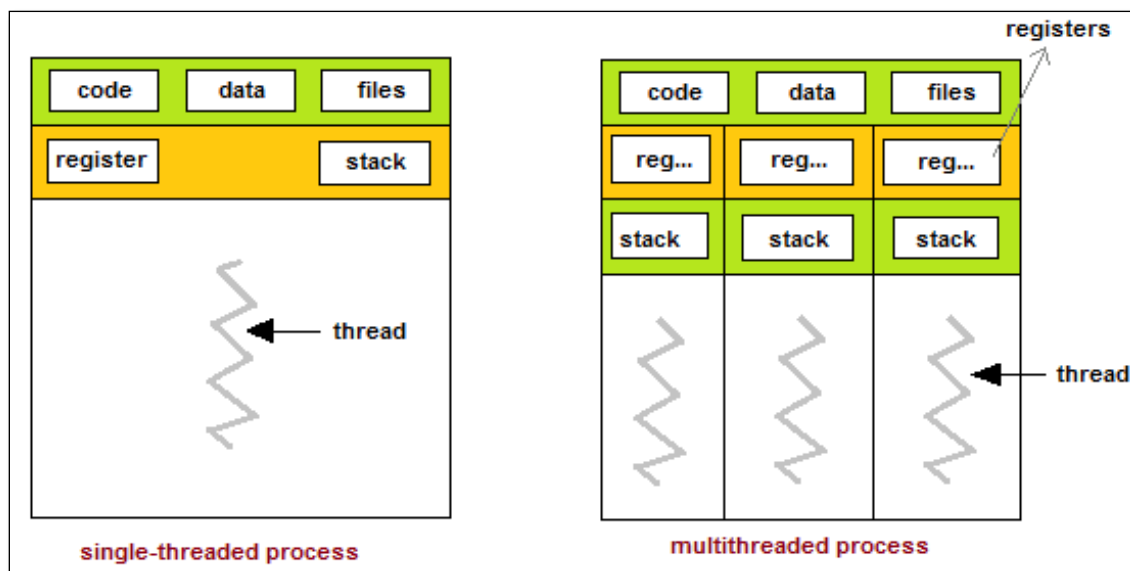 registers
code data files
register stack
thread
single-threaded process
code data files
reg... reg... reg...
stack stack stack
thread
multithreaded process